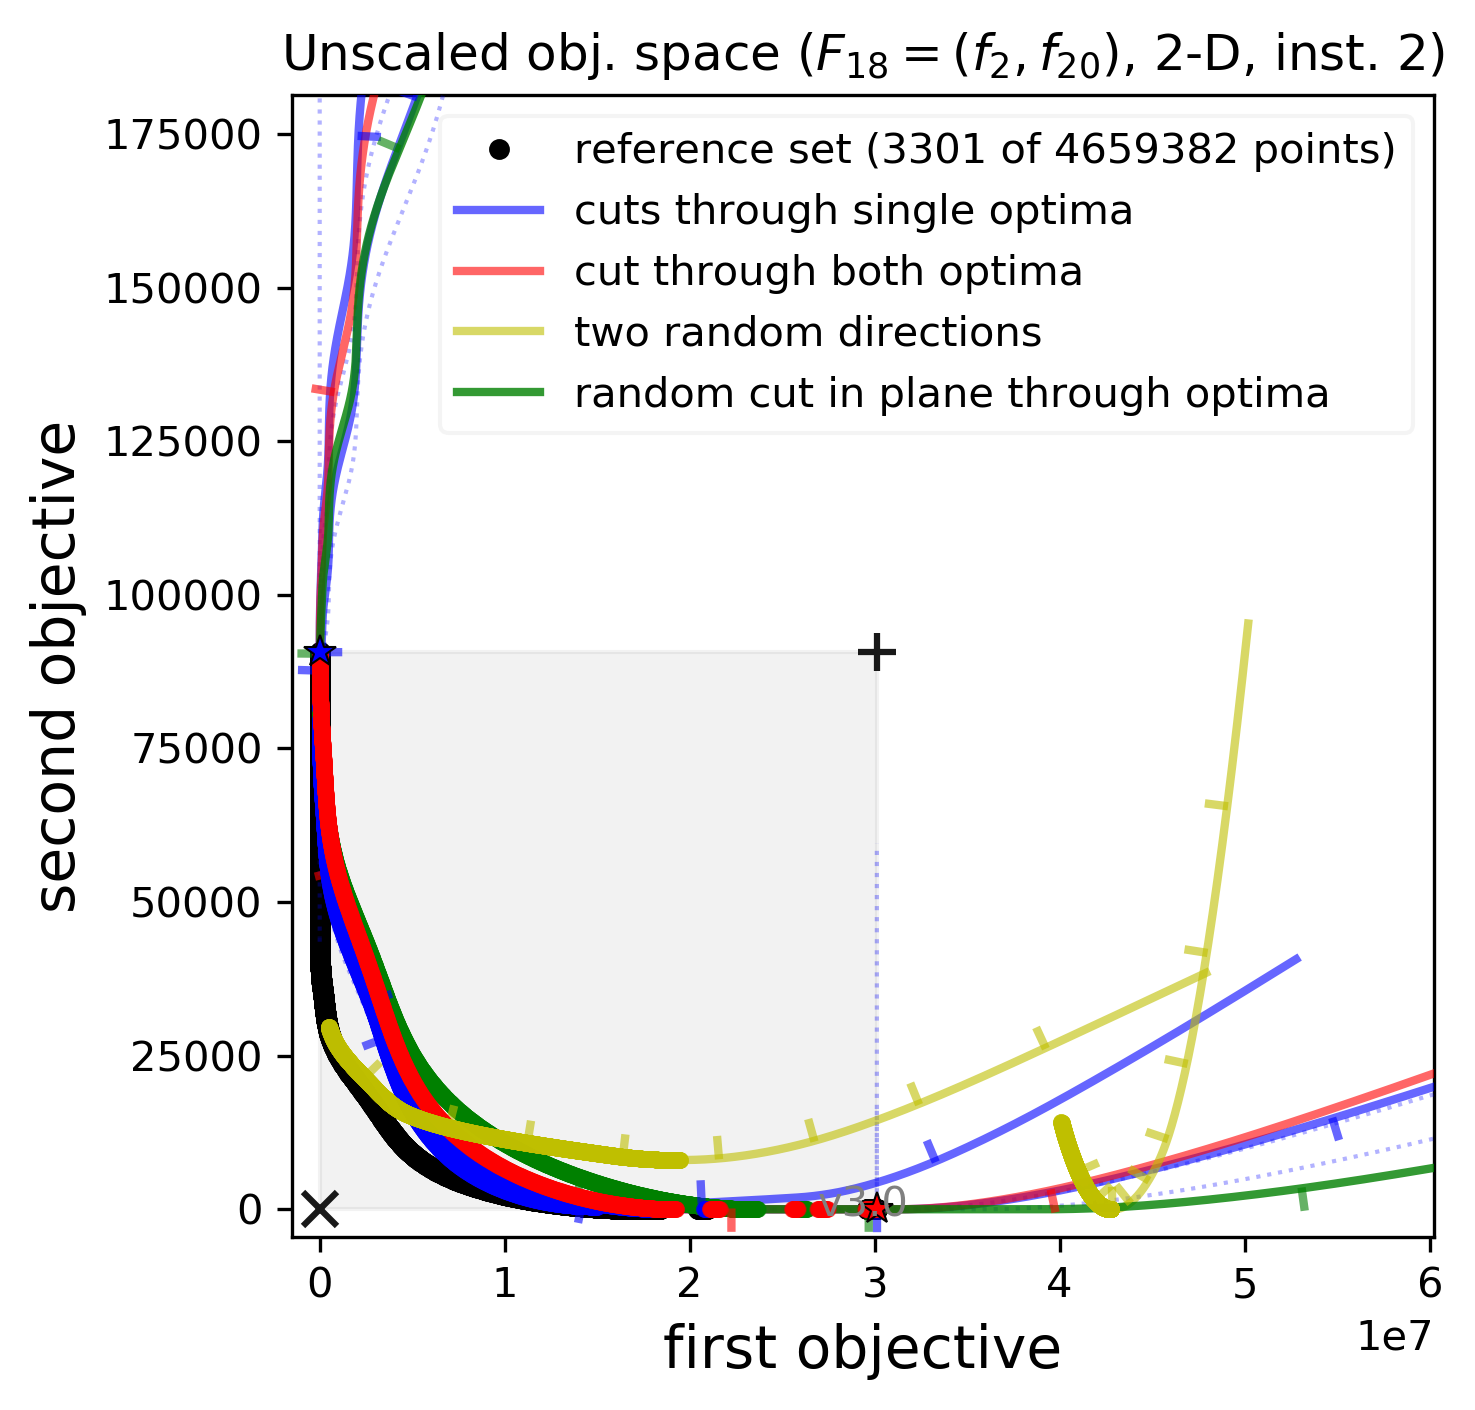 Unscaled obj. space (F18 = (f2, f20), 2-D, inst. 2)
reference set (3301 of 4659382 points)
cuts through single optima
cut through both optima
two random directions
random cut in plane through optima
second objective
175000
150000
125000
100000
75000
50000
25000
0
v3.0
0 1 2 3 4 5 6
1e7
first objective